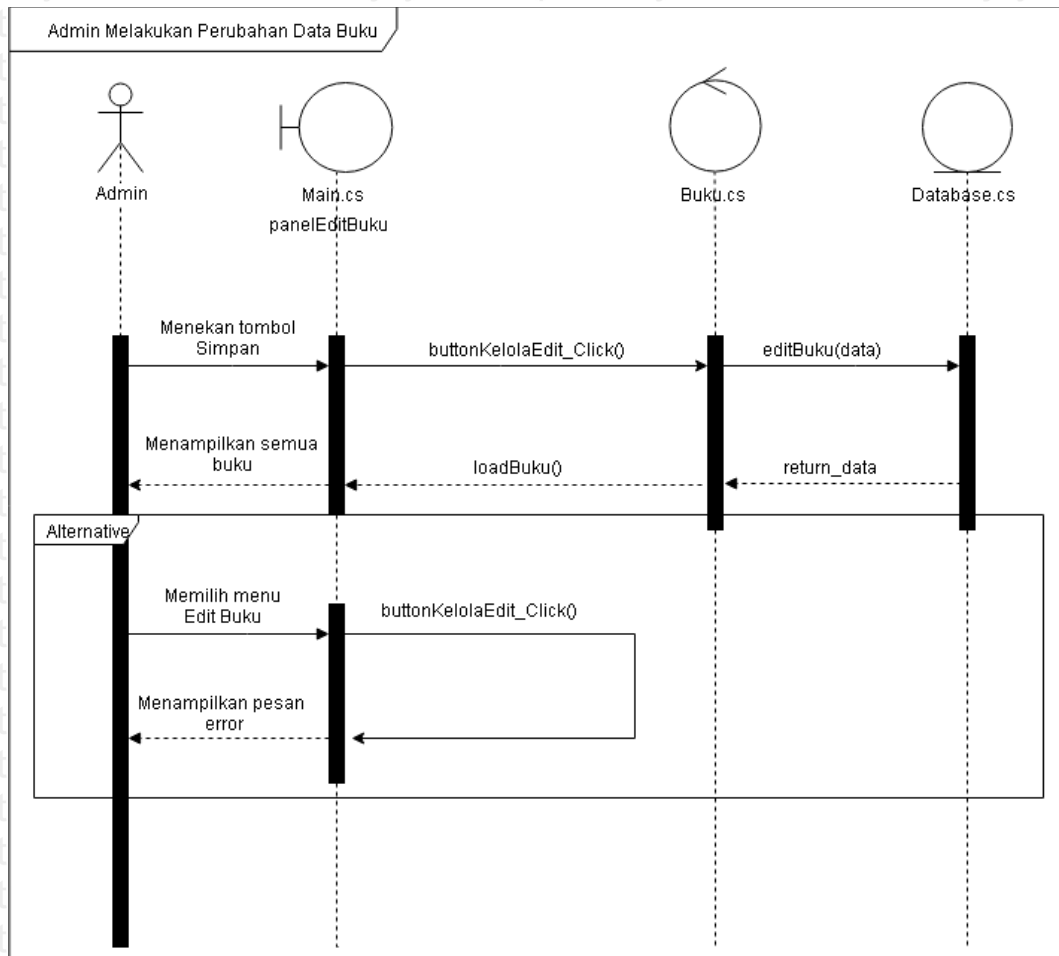 Admin Melakukan Perubahan Data Buku
Admin
Main.cs
panelEditBuku
Buku.cs
Database.cs
Menekan tombol
Simpan
buttonKelolaEdit_Click()
editBuku(data)
Menampilkan semua
buku
loadBuku()
return_data
Alternative
Memilih menu
Edit Buku
buttonKelolaEdit_Click()
Menampilkan pesan
error